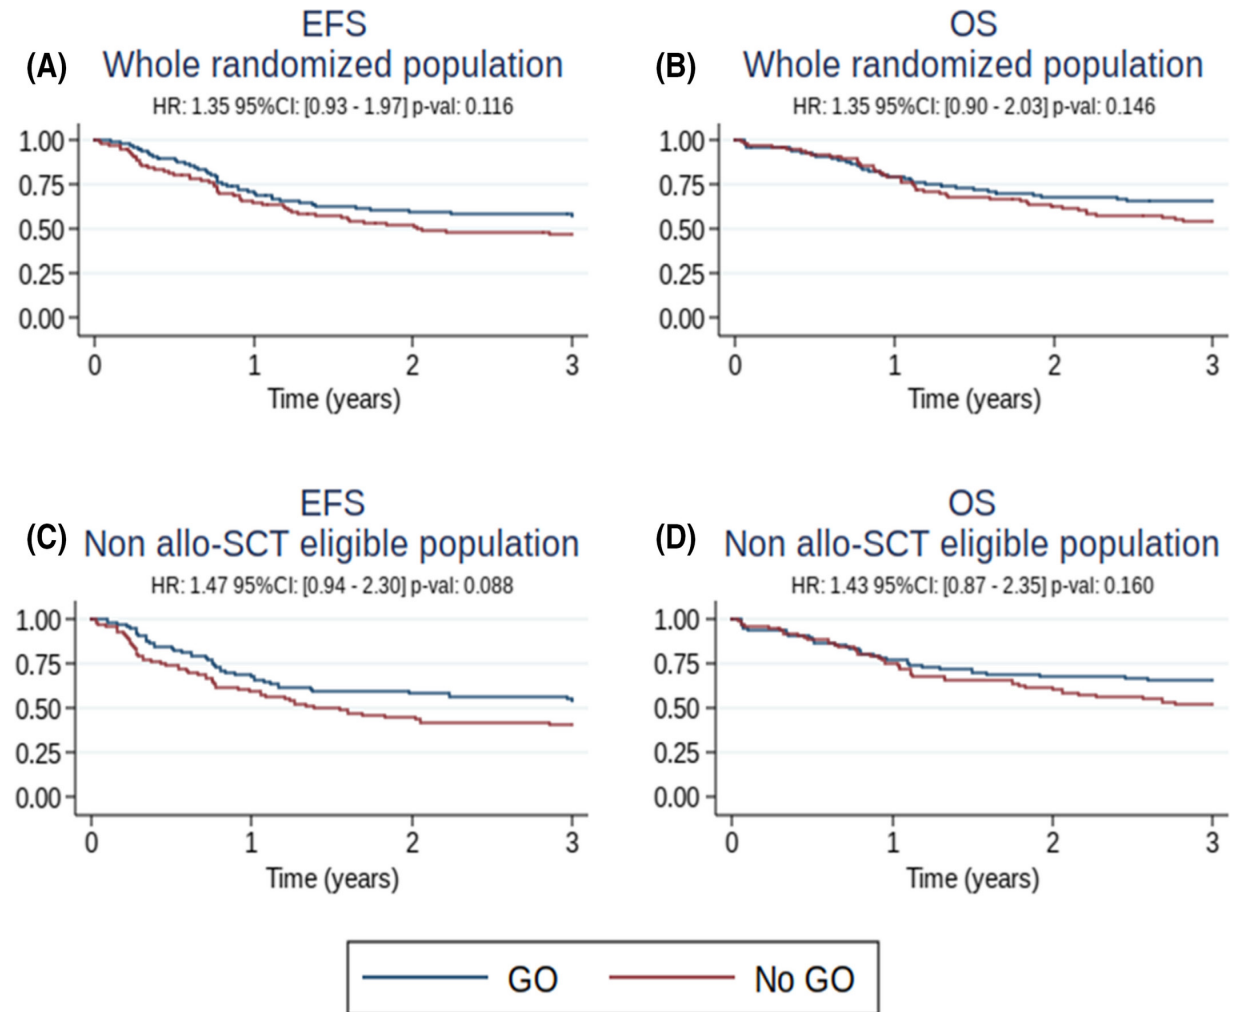 EFS
(A) Whole randomized population
HR: 1.35 95%CI: [0.93 - 1.97] p-val: 0.116
1.00
0.75
0.50
0.25
0.00
0 1 2 3
Time (years)
OS
(B) Whole randomized population
HR: 1.35 95%CI: [0.90 - 2.03] p-val: 0.146
1.00
0.75
0.50
0.25
0.00
0 1 2 3
Time (years)
EFS
(C) Non allo-SCT eligible population
HR: 1.47 95%CI: [0.94 - 2.30] p-val: 0.088
1.00
0.75
0.50
0.25
0.00
0 1 2 3
Time (years)
OS
(D) Non allo-SCT eligible population
HR: 1.43 95%CI: [0.87 - 2.35] p-val: 0.160
1.00
0.75
0.50
0.25
0.00
0 1 2 3
Time (years)
GO No GO